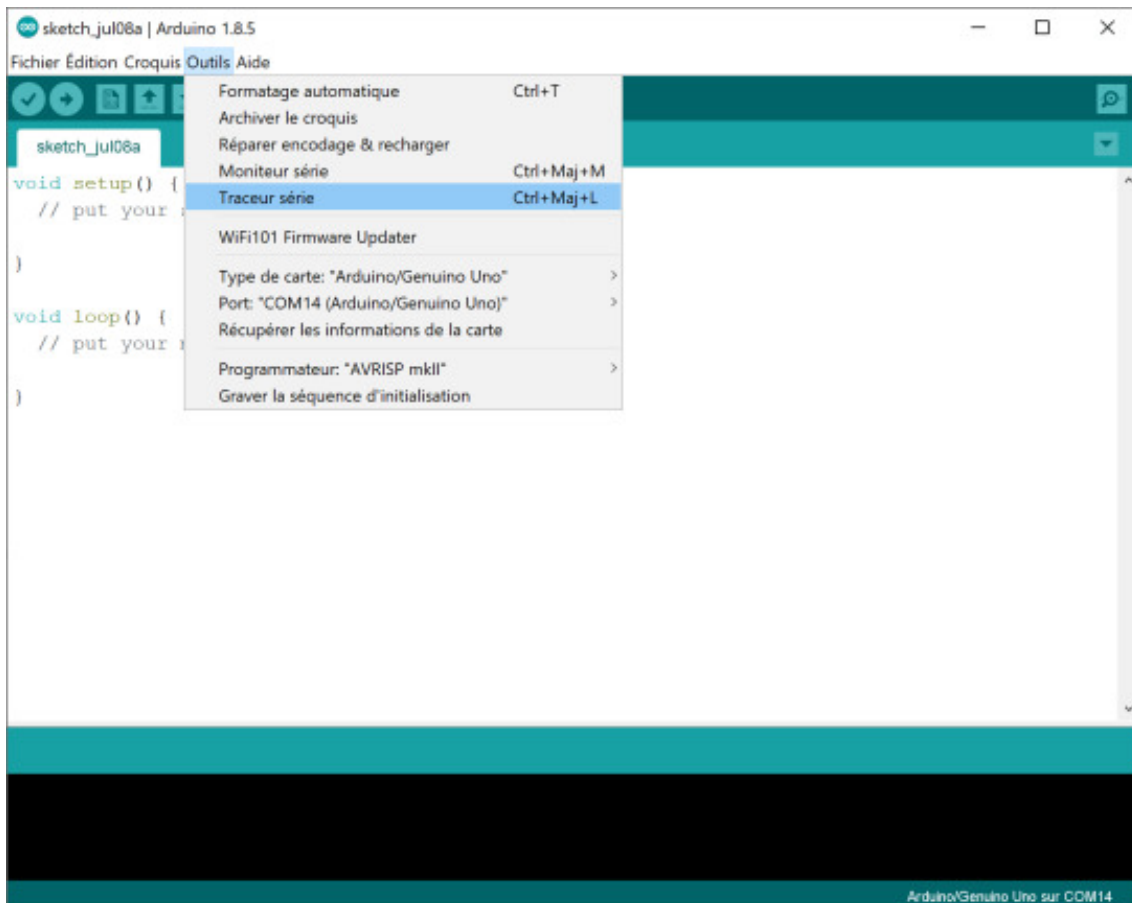 sketch_jul08a | Arduino 1.8.5
Fichier Édition Croquis Outils Aide
Formatage automatique Ctrl+T
Archiver le croquis
Réparer encodage & recharger
Moniteur série Ctrl+Maj+M
Traceur série Ctrl+Maj+L
WiFi101 Firmware Updater
Type de carte: "Arduino/Genuino Uno"
Port: "COM14 (Arduino/Genuino Uno)"
Récupérer les informations de la carte
Programmateur: "AVRISP mkII"
Graver la séquence d'initialisation
sketch_jul08a
void setup() {
// put your
}
void loop() {
// put your
}
Arduino/Genuino Uno sur COM14